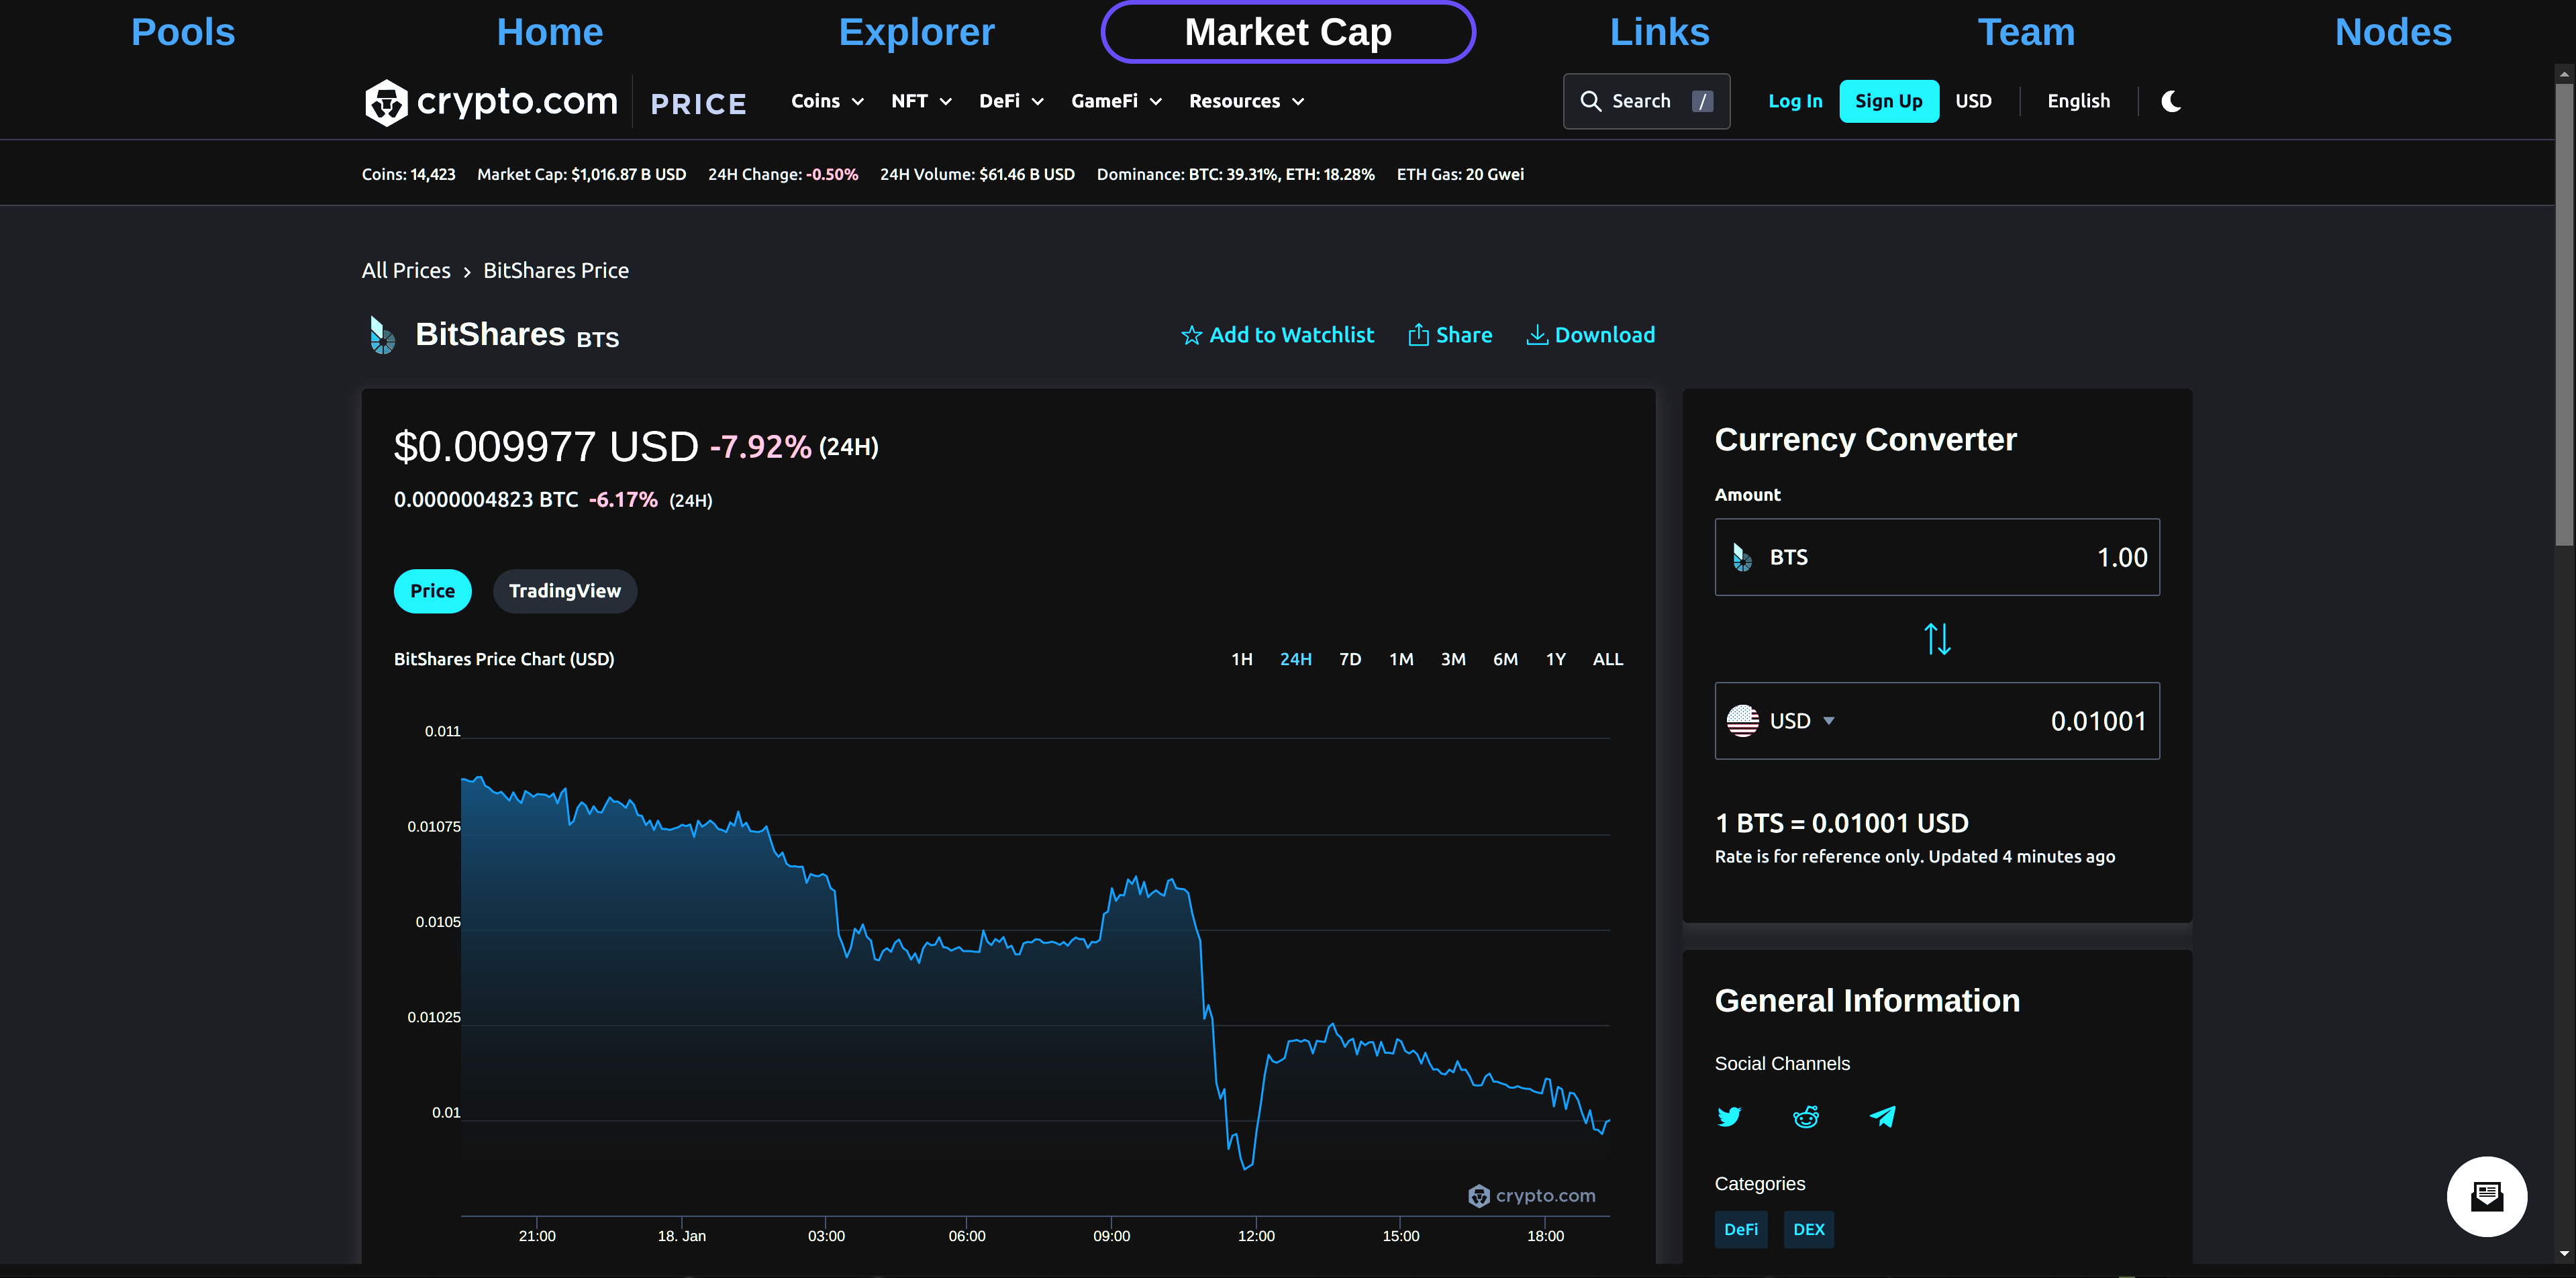 Pools Home Explorer Market Cap Links Team Nodes
crypto.com PRICE Coins NFT DeFi GameFi Resources Search / Log In Sign Up USD English
Coins: 14,423 Market Cap: $1,016.87 B USD 24H Change: -0.50% 24H Volume: $61.46 B USD Dominance: BTC: 39.31%, ETH: 18.28% ETH Gas: 20 Gwei
All Prices › BitShares Price
BitShares BTS Add to Watchlist Share Download
$0.009977 USD -7.92% (24H)
0.0000004823 BTC -6.17% (24H)
Price TradingView
BitShares Price Chart (USD) 1H 24H 7D 1M 3M 6M 1Y ALL
0.011
0.01075
0.0105
0.01025
0.01
crypto.com
21:00 18. Jan 03:00 06:00 09:00 12:00 15:00 18:00
Currency Converter
Amount
BTS 1.00
USD 0.01001
1 BTS = 0.01001 USD
Rate is for reference only. Updated 4 minutes ago
General Information
Social Channels
Categories
DeFi DEX